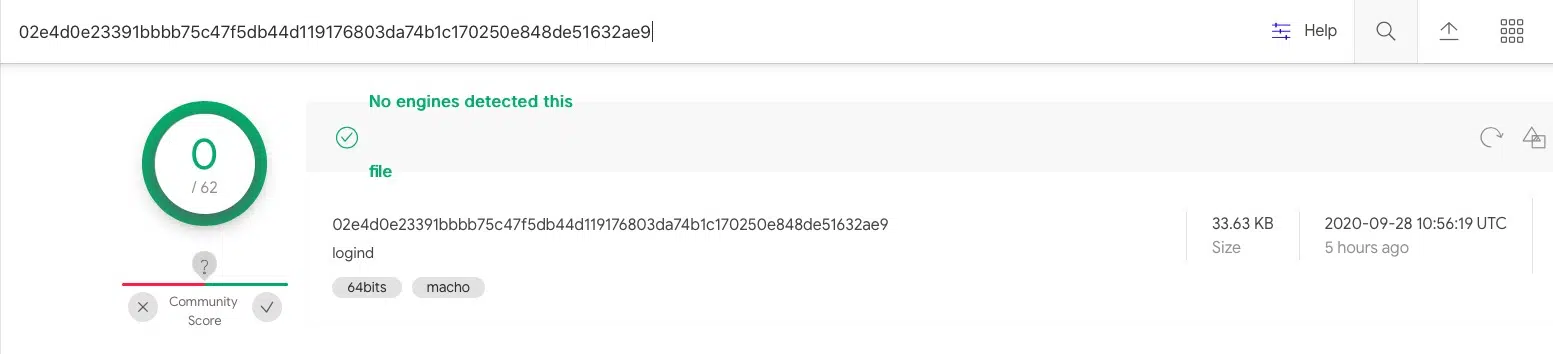 02e4d0e23391bbbb75c47f5db44d119176803da74b1c170250e848de51632ae9
Help
No engines detected this
file
0
/ 62
02e4d0e23391bbbb75c47f5db44d119176803da74b1c170250e848de51632ae9
logind
64bits
macho
33.63 KB
Size
2020-09-28 10:56:19 UTC
5 hours ago
?
Community
Score